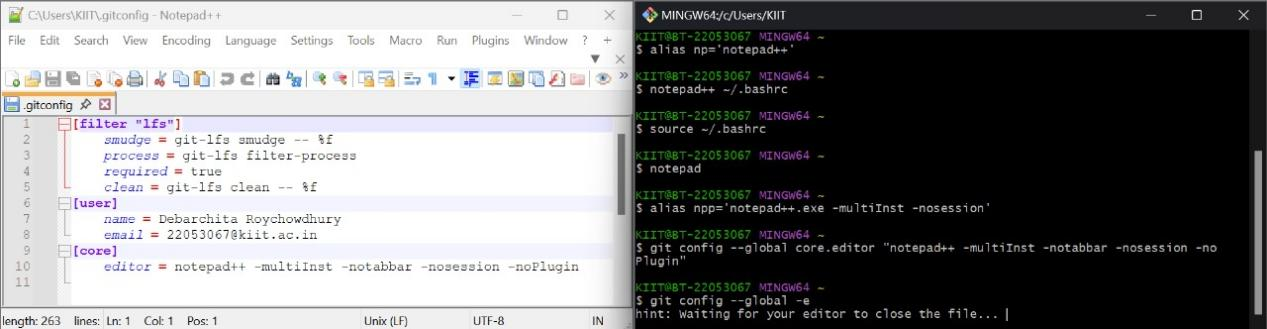 C:\Users\KIIT\.gitconfig - Notepad++
File Edit Search View Encoding Language Settings Tools Macro Run Plugins Window ? +
.gitconfig
1 [filter "lfs"]
2 smudge = git-lfs smudge -- %f
3 process = git-lfs filter-process
4 required = true
5 clean = git-lfs clean -- %f
6 [user]
7 name = Debarchita Roychowdhury
8 email = 22053067@kiit.ac.in
9 [core]
10 editor = notepad++ -multiInst -notabbar -nosession -noPlugin
11
length: 263 lines: Ln: 1 Col: 1 Pos: 1 Unix (LF) UTF-8 IN
MINGW64:/c/Users/KIIT
KIIT@BT-22053067 MINGW64 ~
$ alias np='notepad++'
KIIT@BT-22053067 MINGW64 ~
$ notepad++ ~/.bashrc
KIIT@BT-22053067 MINGW64 ~
$ source ~/.bashrc
KIIT@BT-22053067 MINGW64 ~
$ notepad
KIIT@BT-22053067 MINGW64 ~
$ alias npp='notepad++.exe -multiInst -nosession'
KIIT@BT-22053067 MINGW64 ~
$ git config --global core.editor "notepad++ -multiInst -notabbar -nosession -no
Plugin"
KIIT@BT-22053067 MINGW64 ~
$ git config --global -e
hint: Waiting for your editor to close the file...